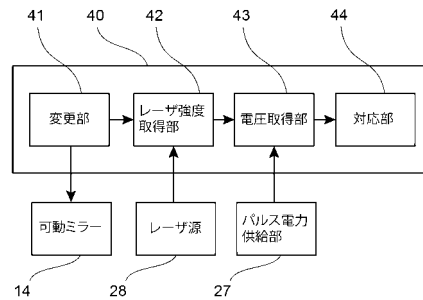 41
40
42
43
44
変更部
レーザ強度
取得部
電圧取得部
対応部
可動ミラー
レーザ源
パルス電力
供給部
14
28
27